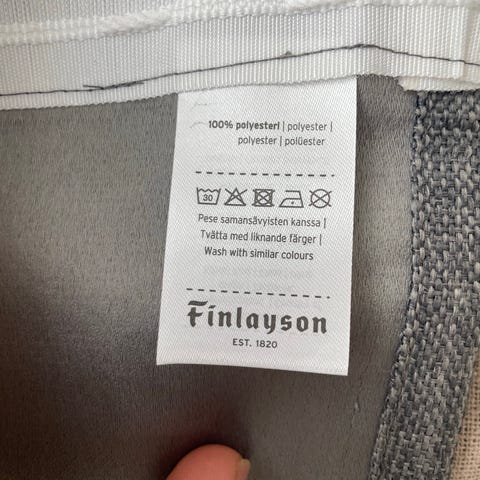 100% polyesteri | polyester |
polyester | polüester
30
Pese samansävyisten kanssa |
Tvätta med liknande färger |
Wash with similar colours
Finlayson
EST. 1820